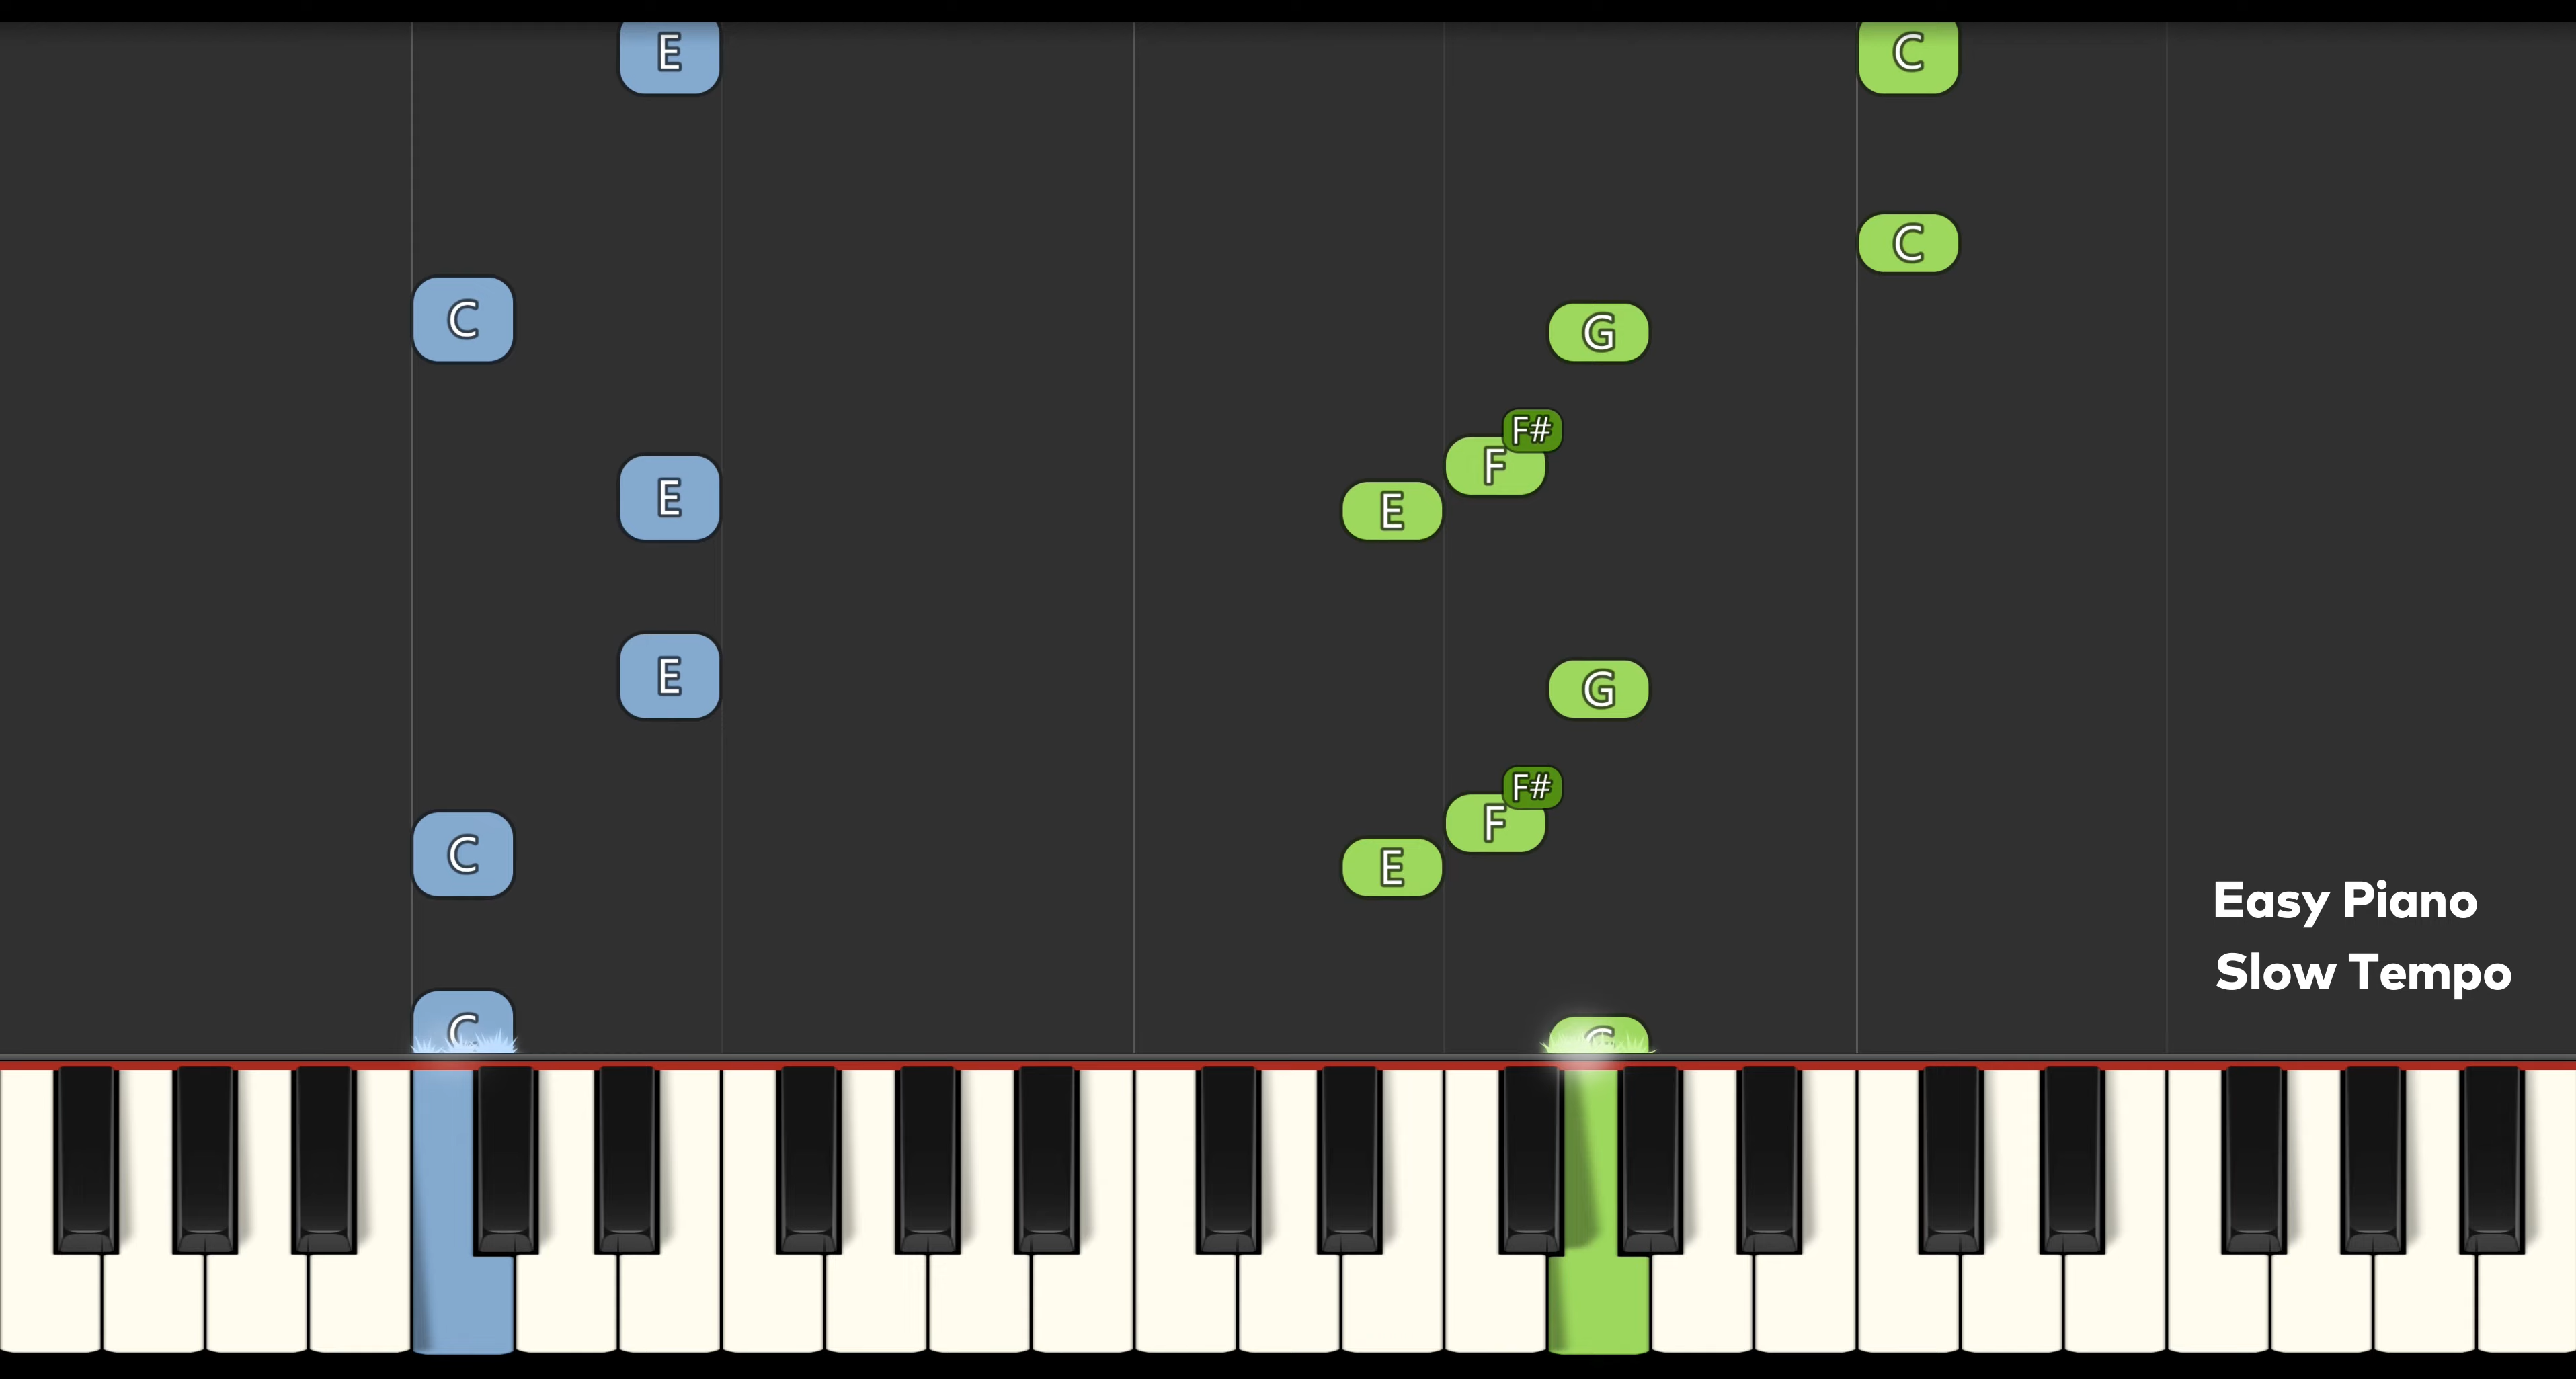 E C
C
C G
F#
E F
E
E G
F#
F
C E
Easy Piano
Slow Tempo
C G